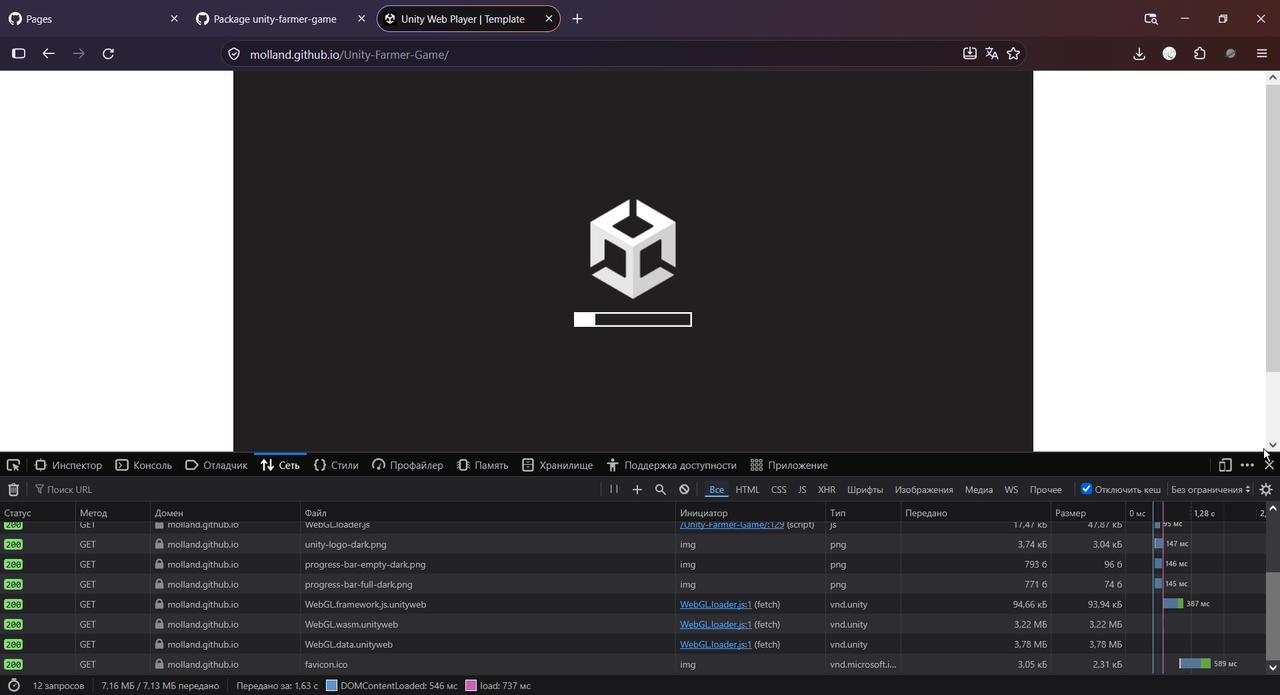 Pages
Package unity-farmer-game
Unity Web Player | Template
molland.github.io/Unity-Farmer-Game/
Инспектор Консоль Отладчик Сеть Стили Профайлер Память Хранилище Поддержка доступности Приложение
Поиск URL Все HTML CSS JS XHR Шрифты Изображения Медиа WS Прочее Отключить кеш Без ограничения
Статус Метод Домен Файл Инициатор Тип Передано Размер 0 мс 1,28 с 2,
200 GET molland.github.io WebGL.loader.js /Unity-Farmer-Game/:129 (script) js 17,47 кБ 47,87 кБ 95 мс
200 GET molland.github.io unity-logo-dark.png img png 3,74 кБ 3,04 кБ 147 мс
200 GET molland.github.io progress-bar-empty-dark.png img png 793 б 96 б 146 мс
200 GET molland.github.io progress-bar-full-dark.png img png 771 б 74 б 145 мс
200 GET molland.github.io WebGL.framework.js.unityweb WebGL.loader.js:1 (fetch) vnd.unity 94,66 кБ 93,94 кБ 387 мс
200 GET molland.github.io WebGL.wasm.unityweb WebGL.loader.js:1 (fetch) vnd.unity 3,22 МБ 3,22 МБ
200 GET molland.github.io WebGL.data.unityweb WebGL.loader.js:1 (fetch) vnd.unity 3,78 МБ 3,78 МБ
200 GET molland.github.io favicon.ico img vnd.microsoft.i... 3,05 кБ 2,31 кБ 589 мс
12 запросов 7,16 МБ / 7,13 МБ передано Передано за: 1,63 с DOMContentLoaded: 546 мс load: 737 мс